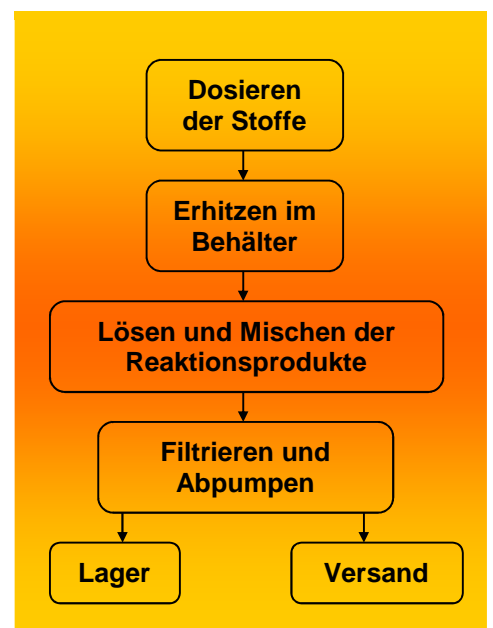 Dosieren
der Stoffe
Erhitzen im
Behälter
Lösen und Mischen der
Reaktionsprodukte
Filtrieren und
Abpumpen
Lager
Versand